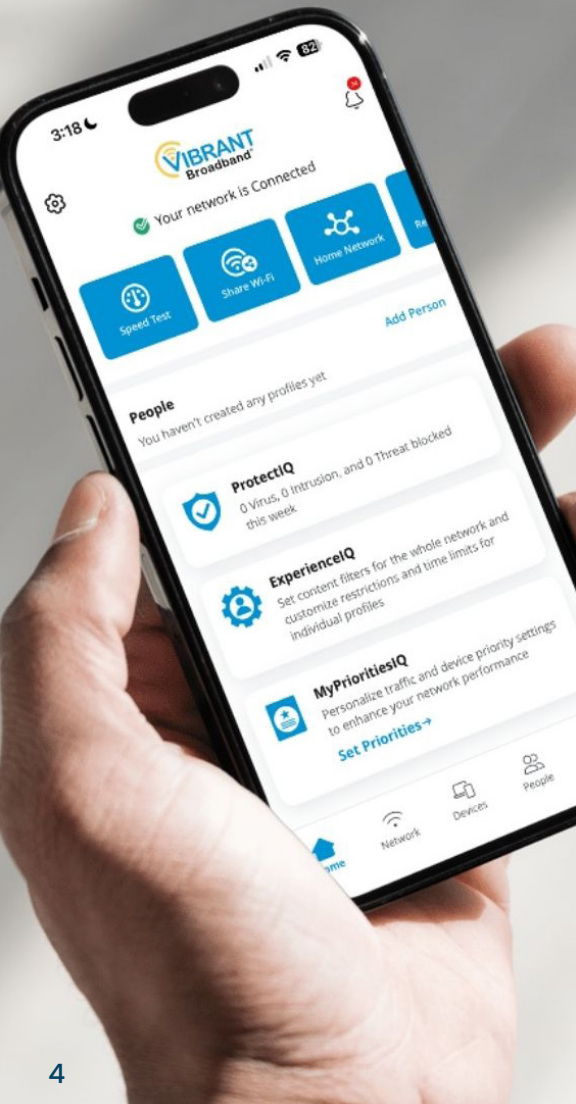 3:18
82
VIBRANT
Broadband
Your network is Connected
Speed Test
Share Wi-Fi
Home Network
Re
People
Add Person
You haven't created any profiles yet
ProtectIQ
0 Virus, 0 Intrusion, and 0 Threat blocked
this week
ExperienceIQ
Set content filters for the whole network and
customize restrictions and time limits for
individual profiles
MyPrioritiesIQ
Personalize traffic and device priority settings
to enhance your network performance
Set Priorities→
ome
Network
Devices
People
4